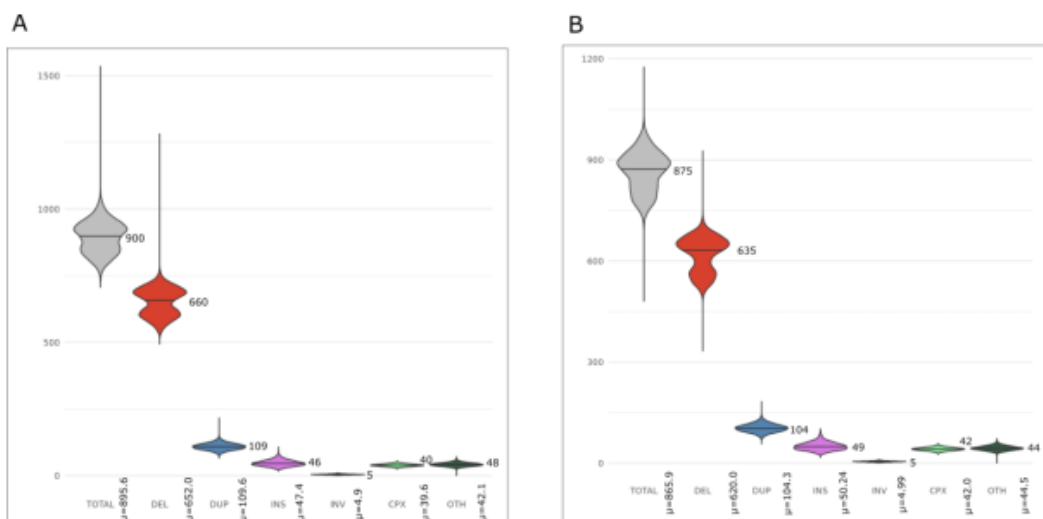 A
1500
1000
500
0
900
660
109
46
5
40
48
TOTAL
μ=895.6
DEL
μ=652.0
DUP
μ=109.6
INS
μ=47.4
INV
μ=4.9
CPX
μ=39.6
OTH
μ=42.1
B
1200
900
600
300
0
875
635
104
49
5
42
44
TOTAL
μ=865.9
DEL
μ=620.0
DUP
μ=104.3
INS
μ=50.24
INV
μ=4.99
CPX
μ=42.0
OTH
μ=44.5